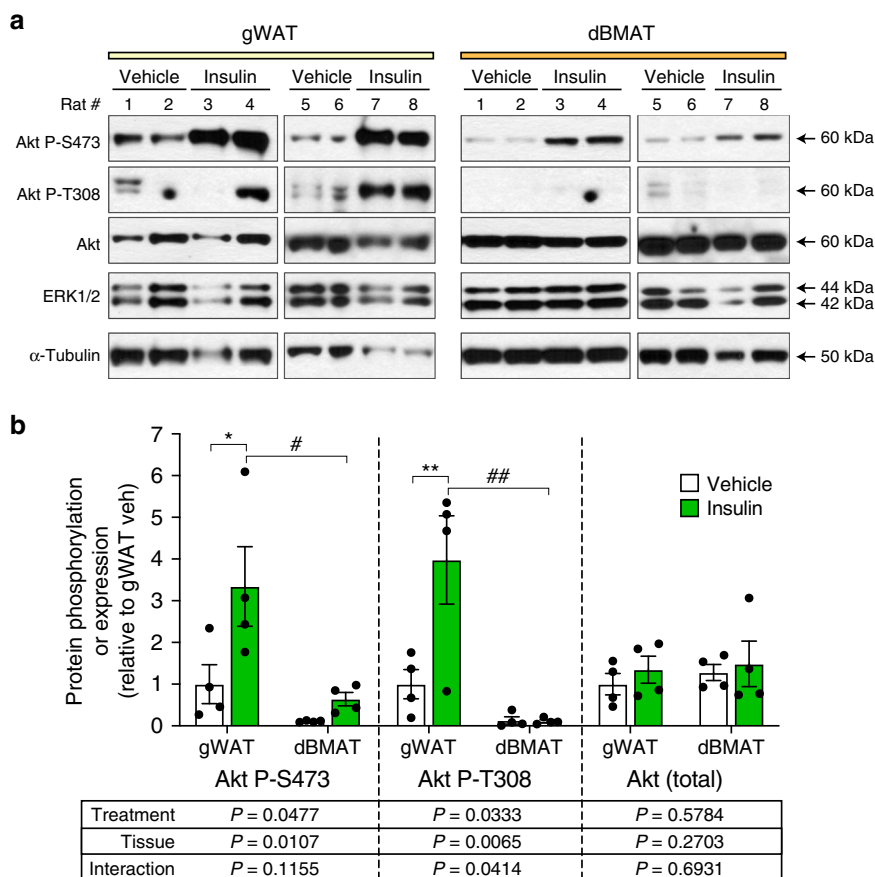 a
gWAT dBMAT
Vehicle Insulin Vehicle Insulin Vehicle Insulin Vehicle Insulin
Rat # 1 2 3 4 5 6 7 8 1 2 3 4 5 6 7 8
Akt P-S473 ← 60 kDa
Akt P-T308 ← 60 kDa
Akt ← 60 kDa
ERK1/2 ← 44 kDa
← 42 kDa
α-Tubulin ← 50 kDa
b
Protein phosphorylation
or expression
(relative to gWAT veh)
7
6
5
4
3
2
1
0
* # ** ##
Vehicle
Insulin
gWAT dBMAT gWAT dBMAT gWAT dBMAT
Akt P-S473 Akt P-T308 Akt (total)
Treatment P = 0.0477 P = 0.0333 P = 0.5784
Tissue P = 0.0107 P = 0.0065 P = 0.2703
Interaction P = 0.1155 P = 0.0414 P = 0.6931